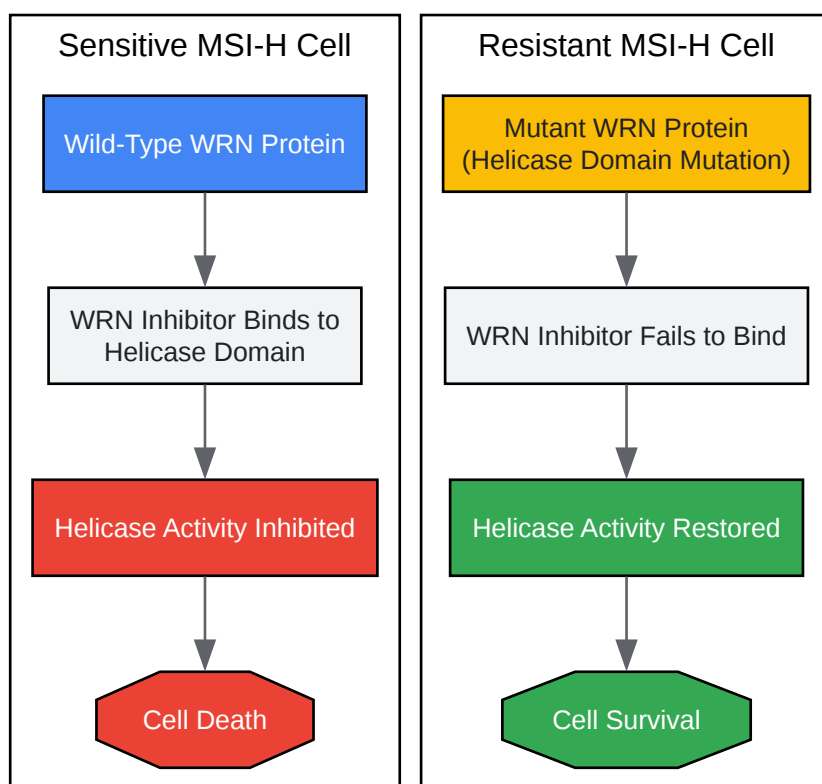 Sensitive MSI-H Cell
Wild-Type WRN Protein
WRN Inhibitor Binds to
Helicase Domain
Helicase Activity Inhibited
Cell Death
Resistant MSI-H Cell
Mutant WRN Protein
(Helicase Domain Mutation)
WRN Inhibitor Fails to Bind
Helicase Activity Restored
Cell Survival